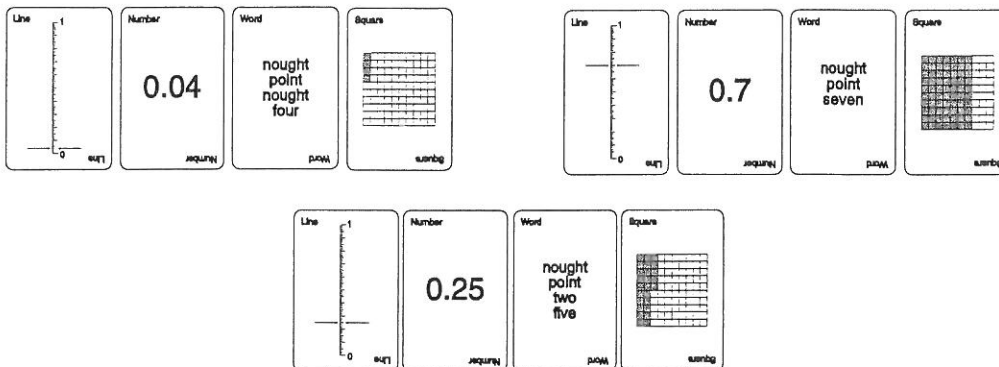 Line
1
0
Line
Number
0.04
Number
Word
nought
point
nought
four
Word
Square
Square
Line
1
0
Line
Number
0.7
Number
Word
nought
point
seven
Word
Square
Square
Line
1
0
Line
Number
0.25
Number
Word
nought
point
two
five
Word
Square
Square